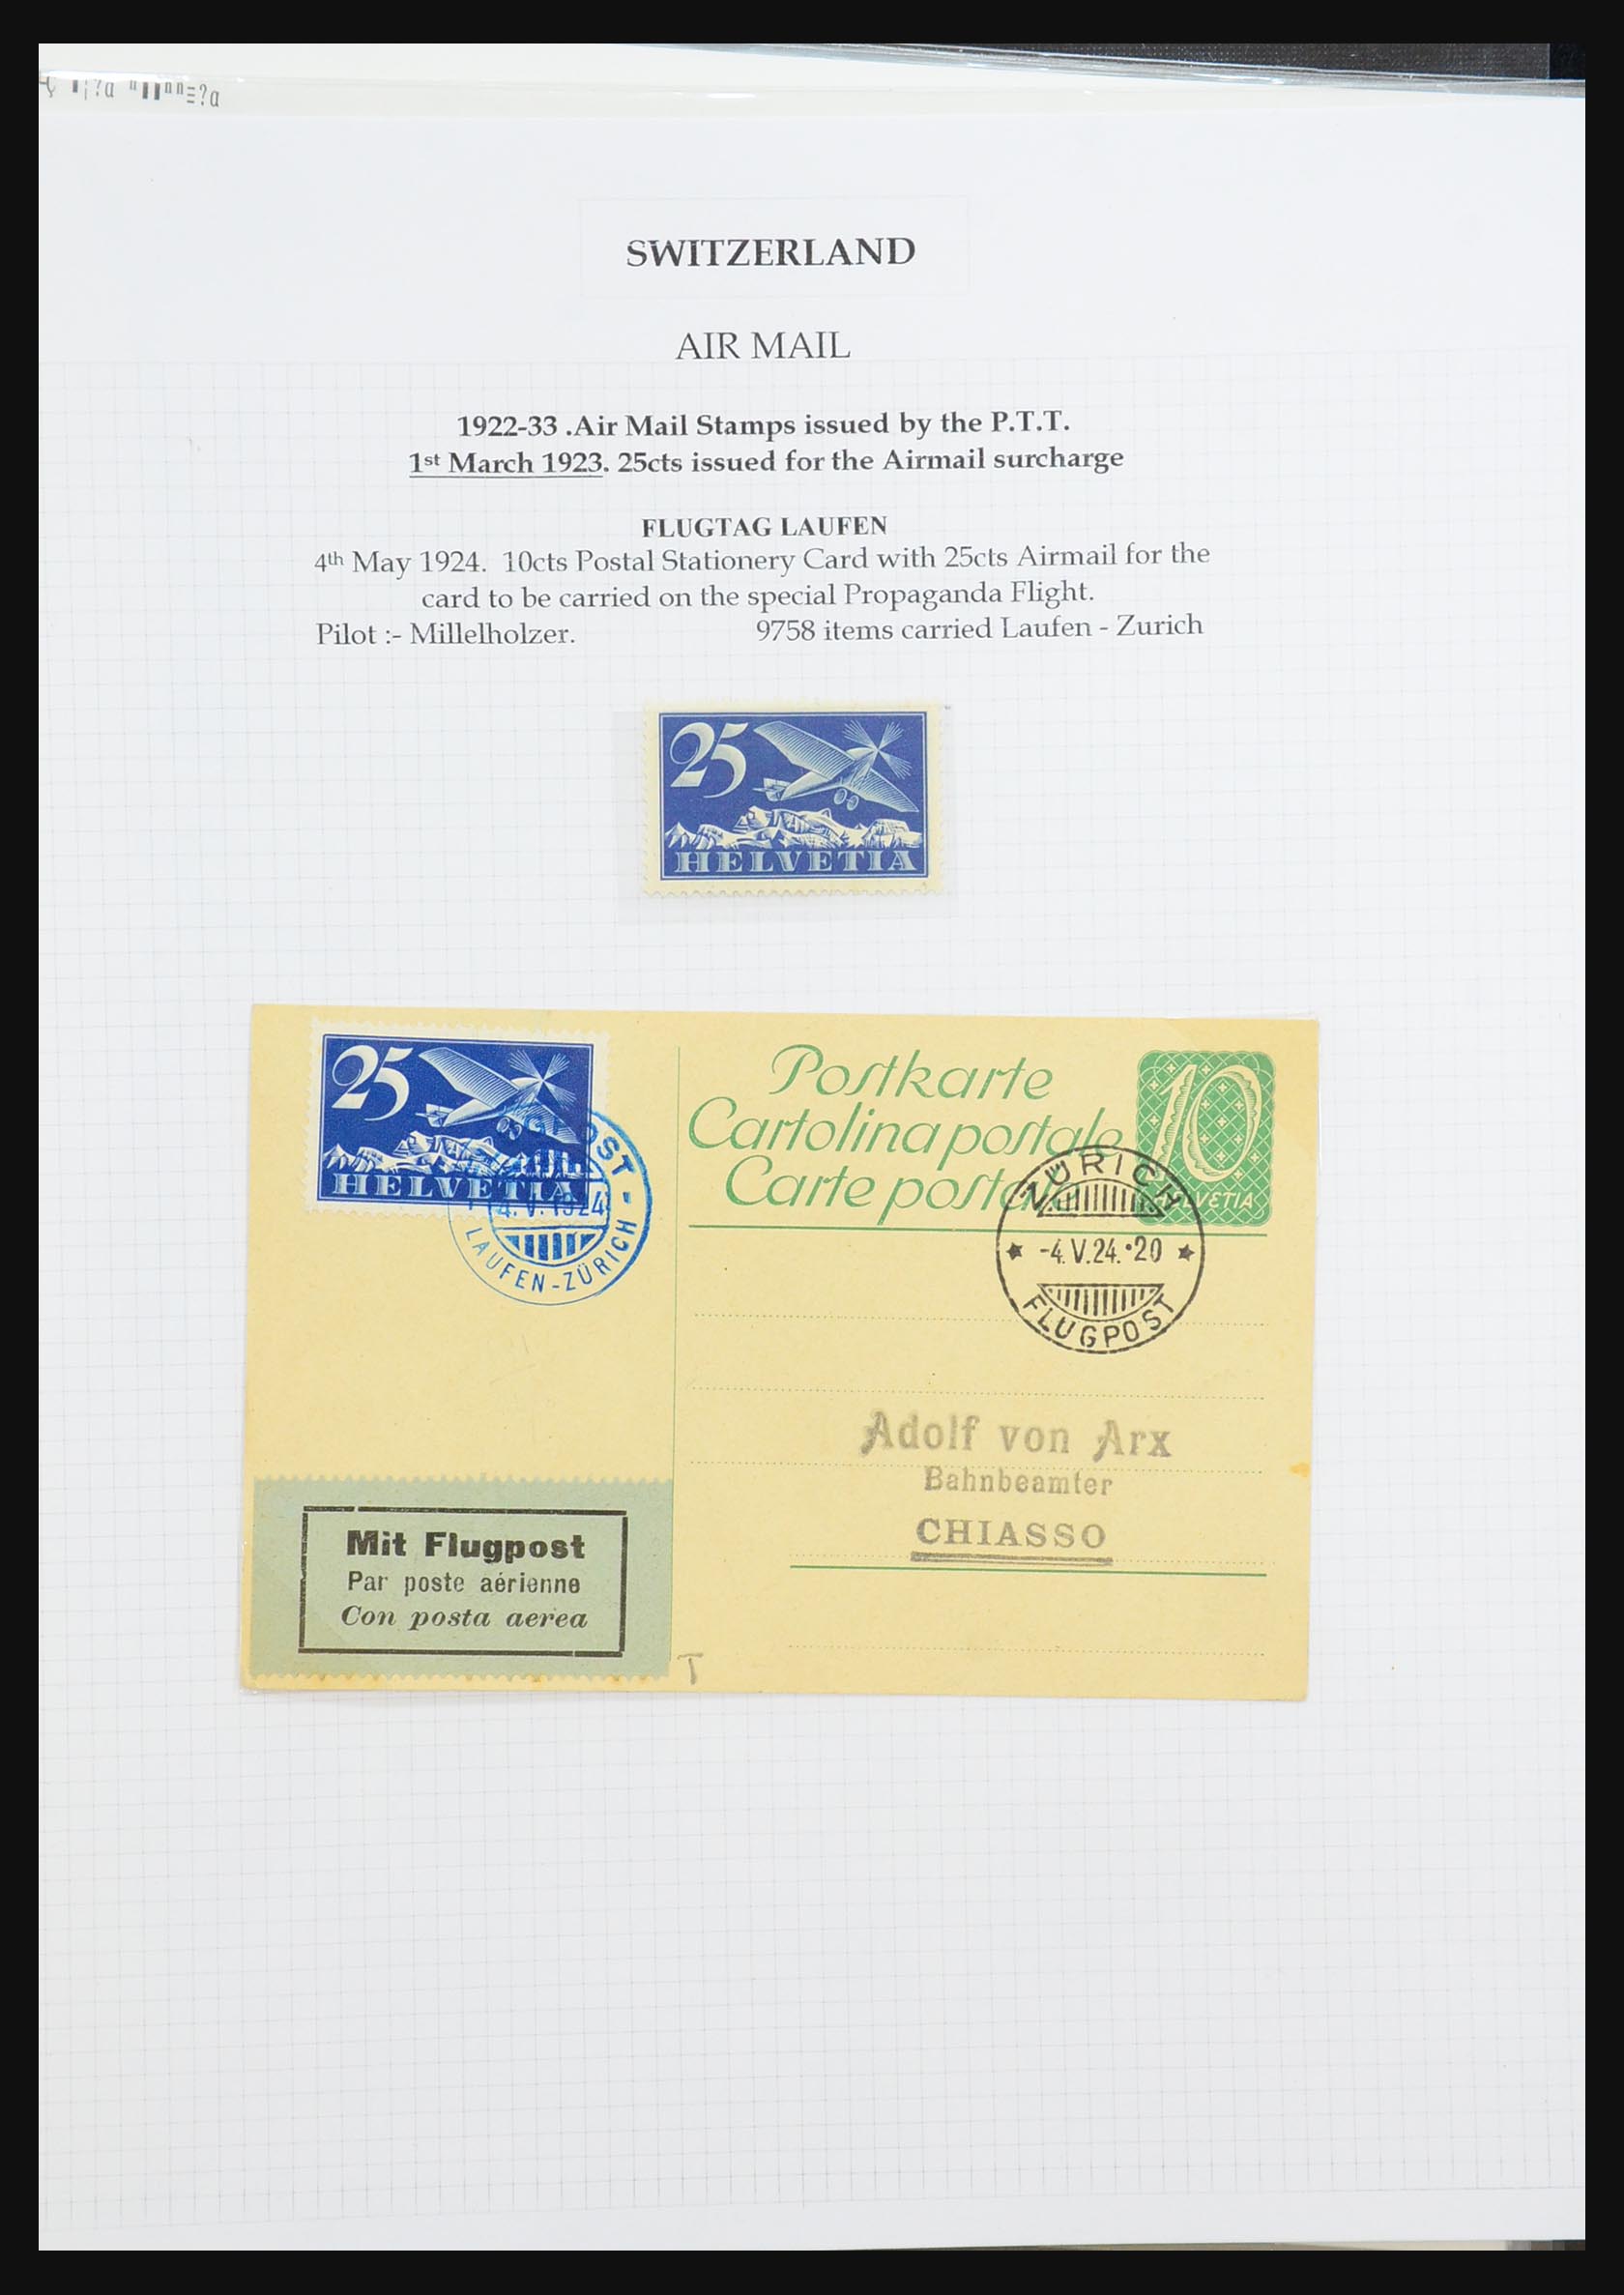 SWITZERLAND
AIR MAIL
1922-33 .Air Mail Stamps issued by the P.T.T.
1st March 1923. 25cts issued for the Airmail surcharge
FLUGTAG LAUFEN
4th May 1924. 10cts Postal Stationery Card with 25cts Airmail for the
card to be carried on the special Propaganda Flight.
Pilot :- Millelholzer. 9758 items carried Laufen - Zurich
25
HELVETIA
25
HELVETIA
4.V.1924
LAUFEN-ZÜRICH
Postkarte
Cartolina postale
Carte postale
10
HELVETIA
ZÜRICH
-4.V.24.•20
FLUGPOST
Adolf von Arx
Bahnbeamter
CHIASSO
Mit Flugpost
Par poste aérienne
Con posta aerea
T